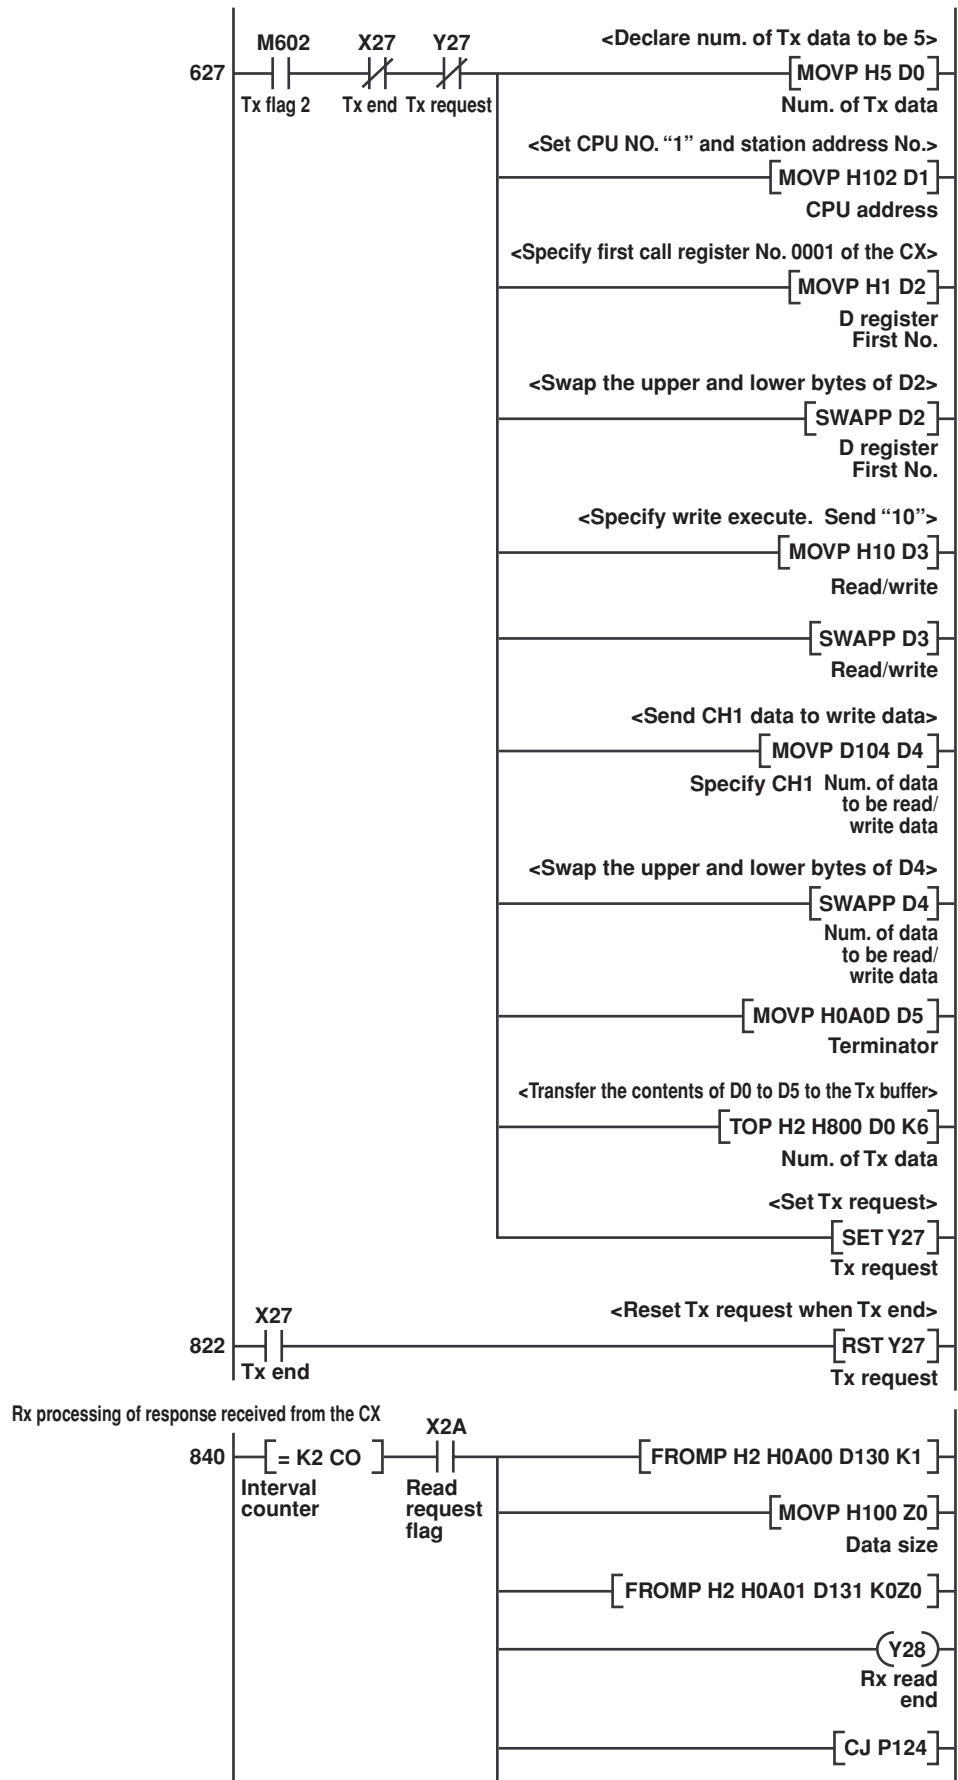 <Declare num. of Tx data to be 5>
M602 X27 Y27
627 MOVP H5 D0
Tx flag 2 Tx end Tx request Num. of Tx data
<Set CPU NO. “1” and station address No.>
MOVP H102 D1
CPU address
<Specify first call register No. 0001 of the CX>
MOVP H1 D2
D register
First No.
<Swap the upper and lower bytes of D2>
SWAPP D2
D register
First No.
<Specify write execute. Send “10”>
MOVP H10 D3
Read/write
SWAPP D3
Read/write
<Send CH1 data to write data>
MOVP D104 D4
Specify CH1 Num. of data
to be read/
write data
<Swap the upper and lower bytes of D4>
SWAPP D4
Num. of data
to be read/
write data
MOVP H0A0D D5
Terminator
<Transfer the contents of D0 to D5 to the Tx buffer>
TOP H2 H800 D0 K6
Num. of Tx data
<Set Tx request>
SET Y27
Tx request
X27 <Reset Tx request when Tx end>
822 RST Y27
Tx end Tx request
Rx processing of response received from the CX
X2A
840 = K2 CO FROMP H2 H0A00 D130 K1
Interval
counter
Read
request
flag
MOVP H100 Z0
Data size
FROMP H2 H0A01 D131 K0Z0
Y28
Rx read
end
CJ P124